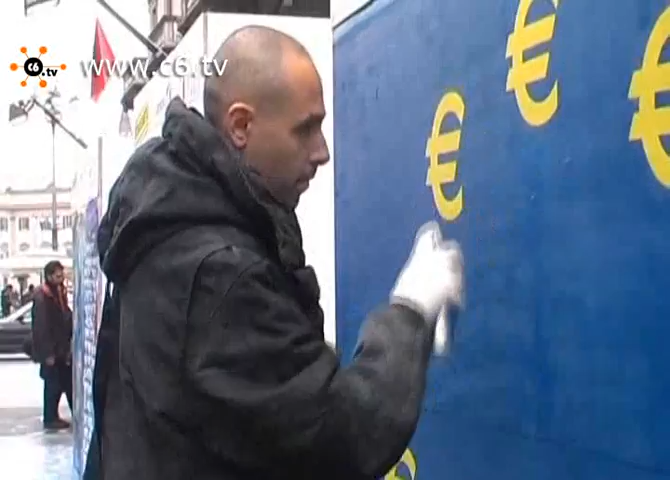 c6 .tv www.c6.tv
€ € €
€
€